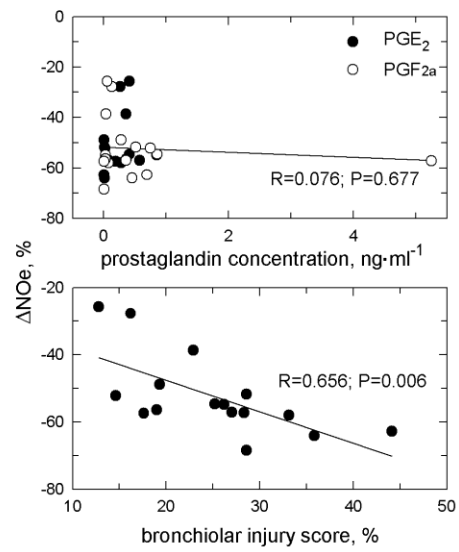 0
-20
-40
-60
-80
PGE2
PGF2a
R=0.076; P=0.677
0 2 4
prostaglandin concentration, ng·ml-1
ΔNOe, %
-20
-40
-60
-80
R=0.656; P=0.006
10 20 30 40 50
bronchiolar injury score, %